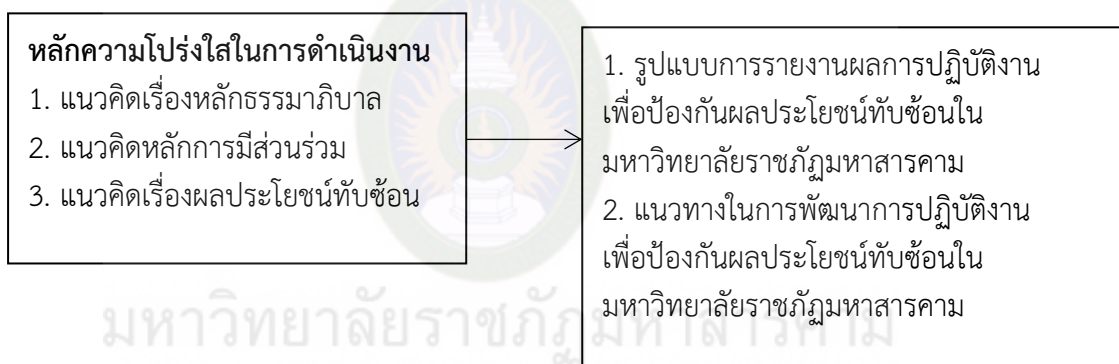 หลักความโปร่งใสในการดำเนินงาน
1. แนวคิดเรื่องหลักธรรมาภิบาล
2. แนวคิดหลักการมีส่วนร่วม
3. แนวคิดเรื่องผลประโยชน์ทับซ้อน
1. รูปแบบการรายงานผลการปฏิบัติงาน
เพื่อป้องกันผลประโยชน์ทับซ้อนใน
มหาวิทยาลัยราชภัฏมหาสารคาม
2. แนวทางในการพัฒนาการปฏิบัติงาน
เพื่อป้องกันผลประโยชน์ทับซ้อนใน
มหาวิทยาลัยราชภัฏมหาสารคาม
มหาวิทยาลัยราชภัฏมหาสารคาม